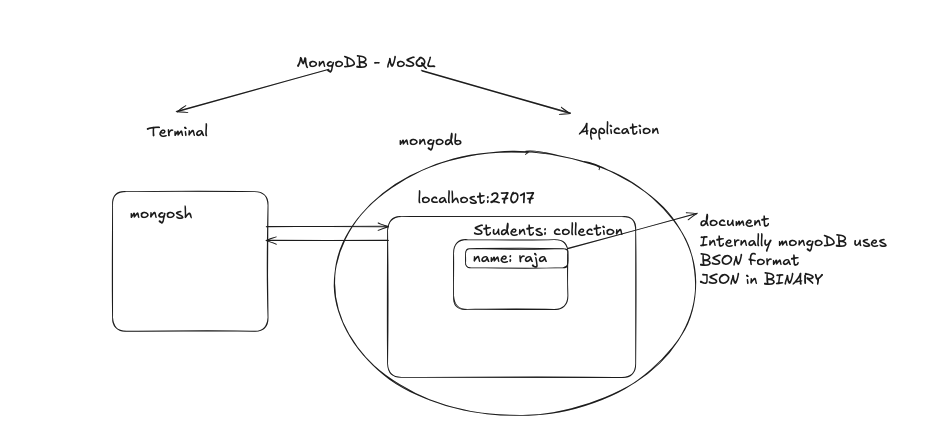 MongoDB - NoSQL
Terminal
Application
mongodb
mongosh
localhost:27017
Students: collection
name: raja
document
Internally mongoDB uses
BSON format
JSON in BINARY